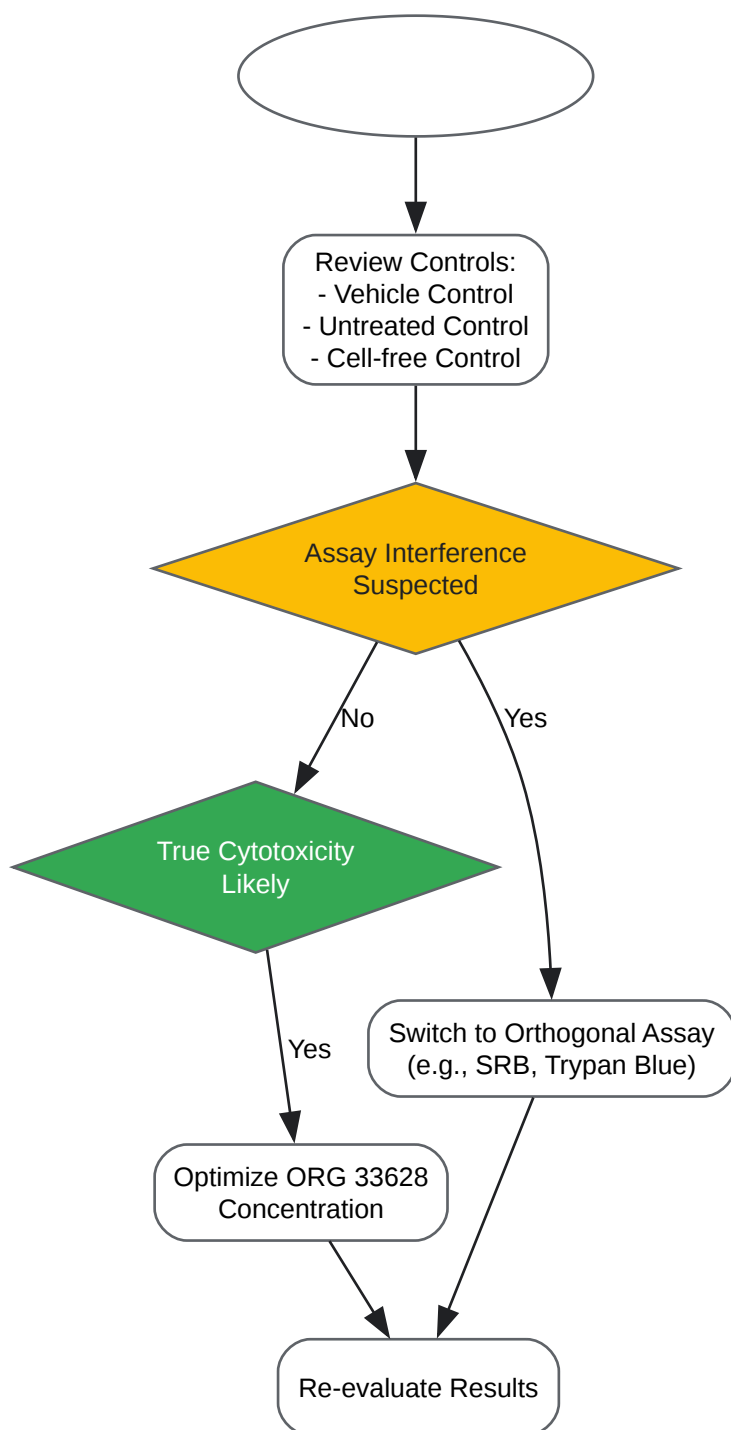 Review Controls:
- Vehicle Control
- Untreated Control
- Cell-free Control
Assay Interference
Suspected
No
Yes
True Cytotoxicity
Likely
Yes
Switch to Orthogonal Assay
(e.g., SRB, Trypan Blue)
Optimize ORG 33628
Concentration
Re-evaluate Results